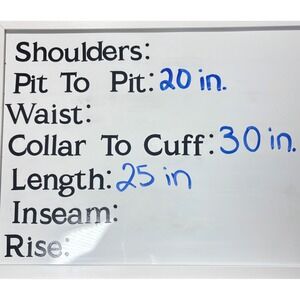 Shoulders:
Pit To Pit: 20 in.
Waist:
Collar To Cuff: 30 in.
Length: 25 in
Inseam:
Rise: